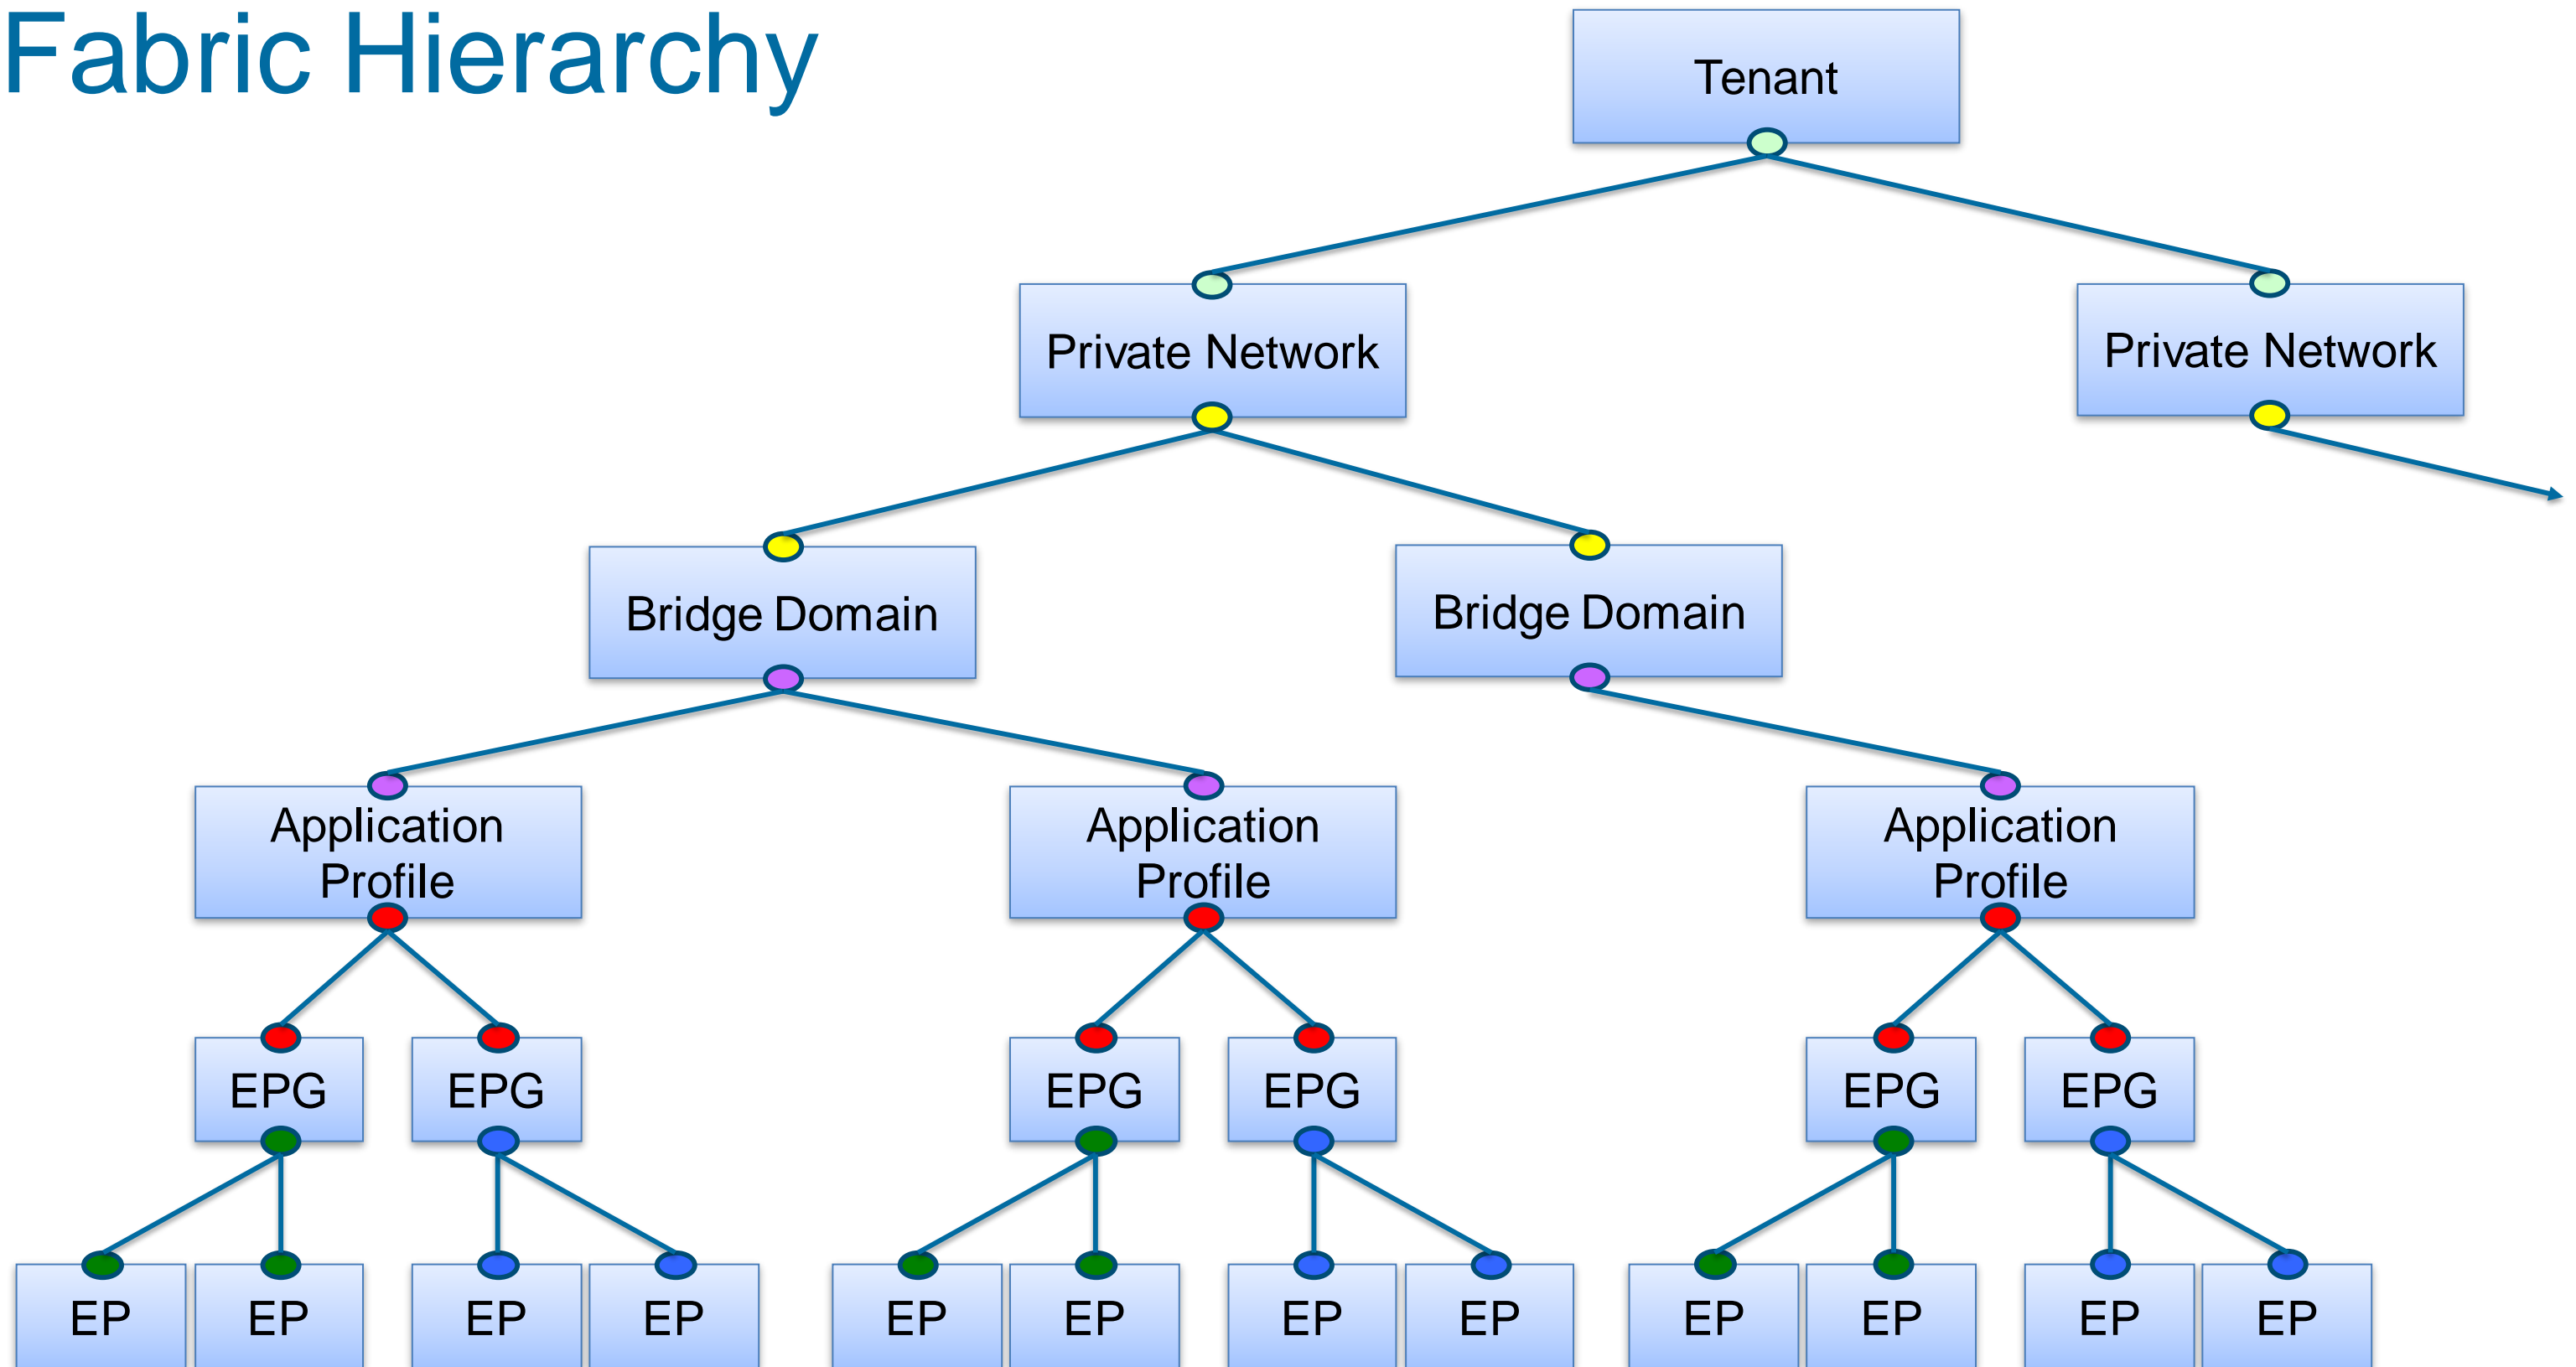 Fabric Hierarchy
Tenant
Private Network
Private Network
Bridge Domain
Bridge Domain
Application
Profile
Application
Profile
Application
Profile
EPG
EPG
EPG
EPG
EPG
EPG
EP
EP
EP
EP
EP
EP
EP
EP
EP
EP
EP
EP